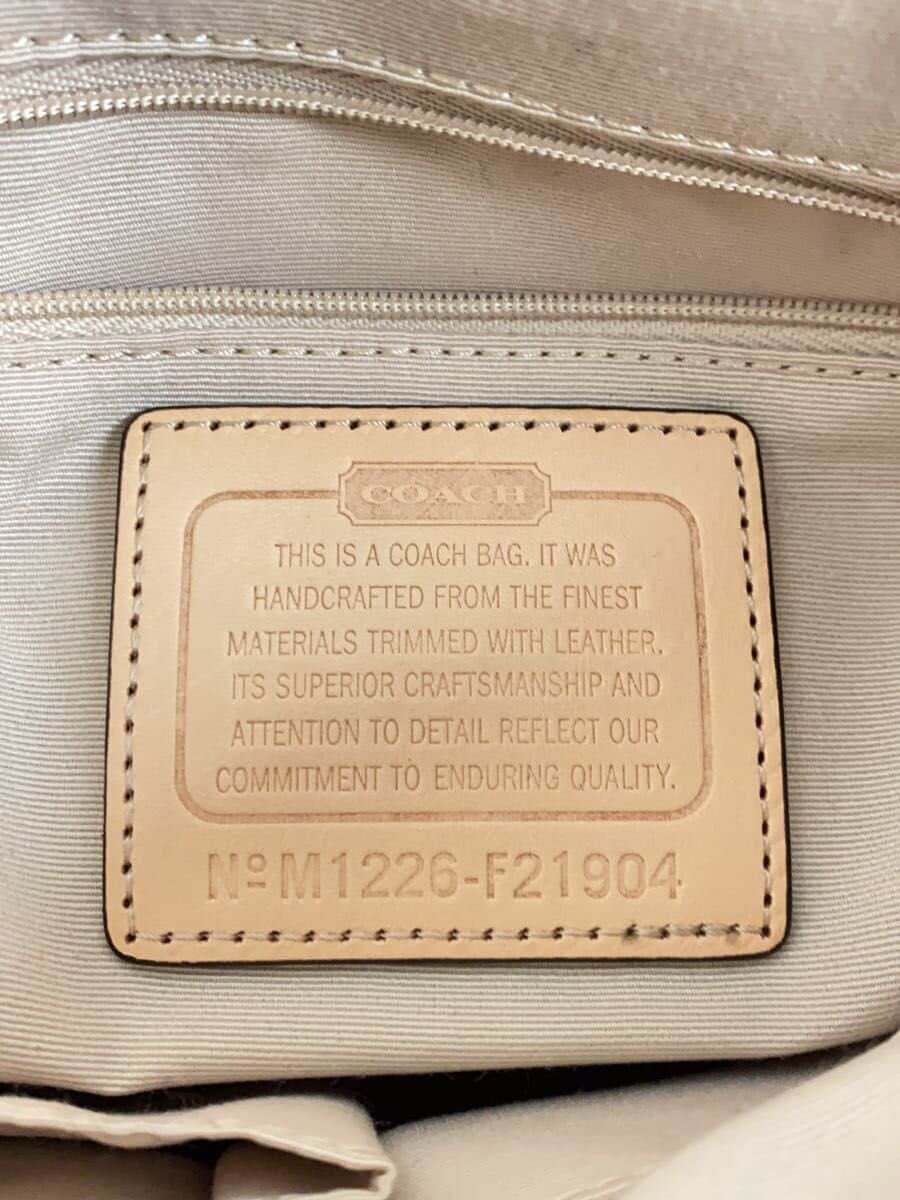 COACH
THIS IS A COACH BAG. IT WAS
HANDCRAFTED FROM THE FINEST
MATERIALS TRIMMED WITH LEATHER.
ITS SUPERIOR CRAFTSMANSHIP AND
ATTENTION TO DETAIL REFLECT OUR
COMMITMENT TO ENDURING QUALITY.
Nº M1226-F21904